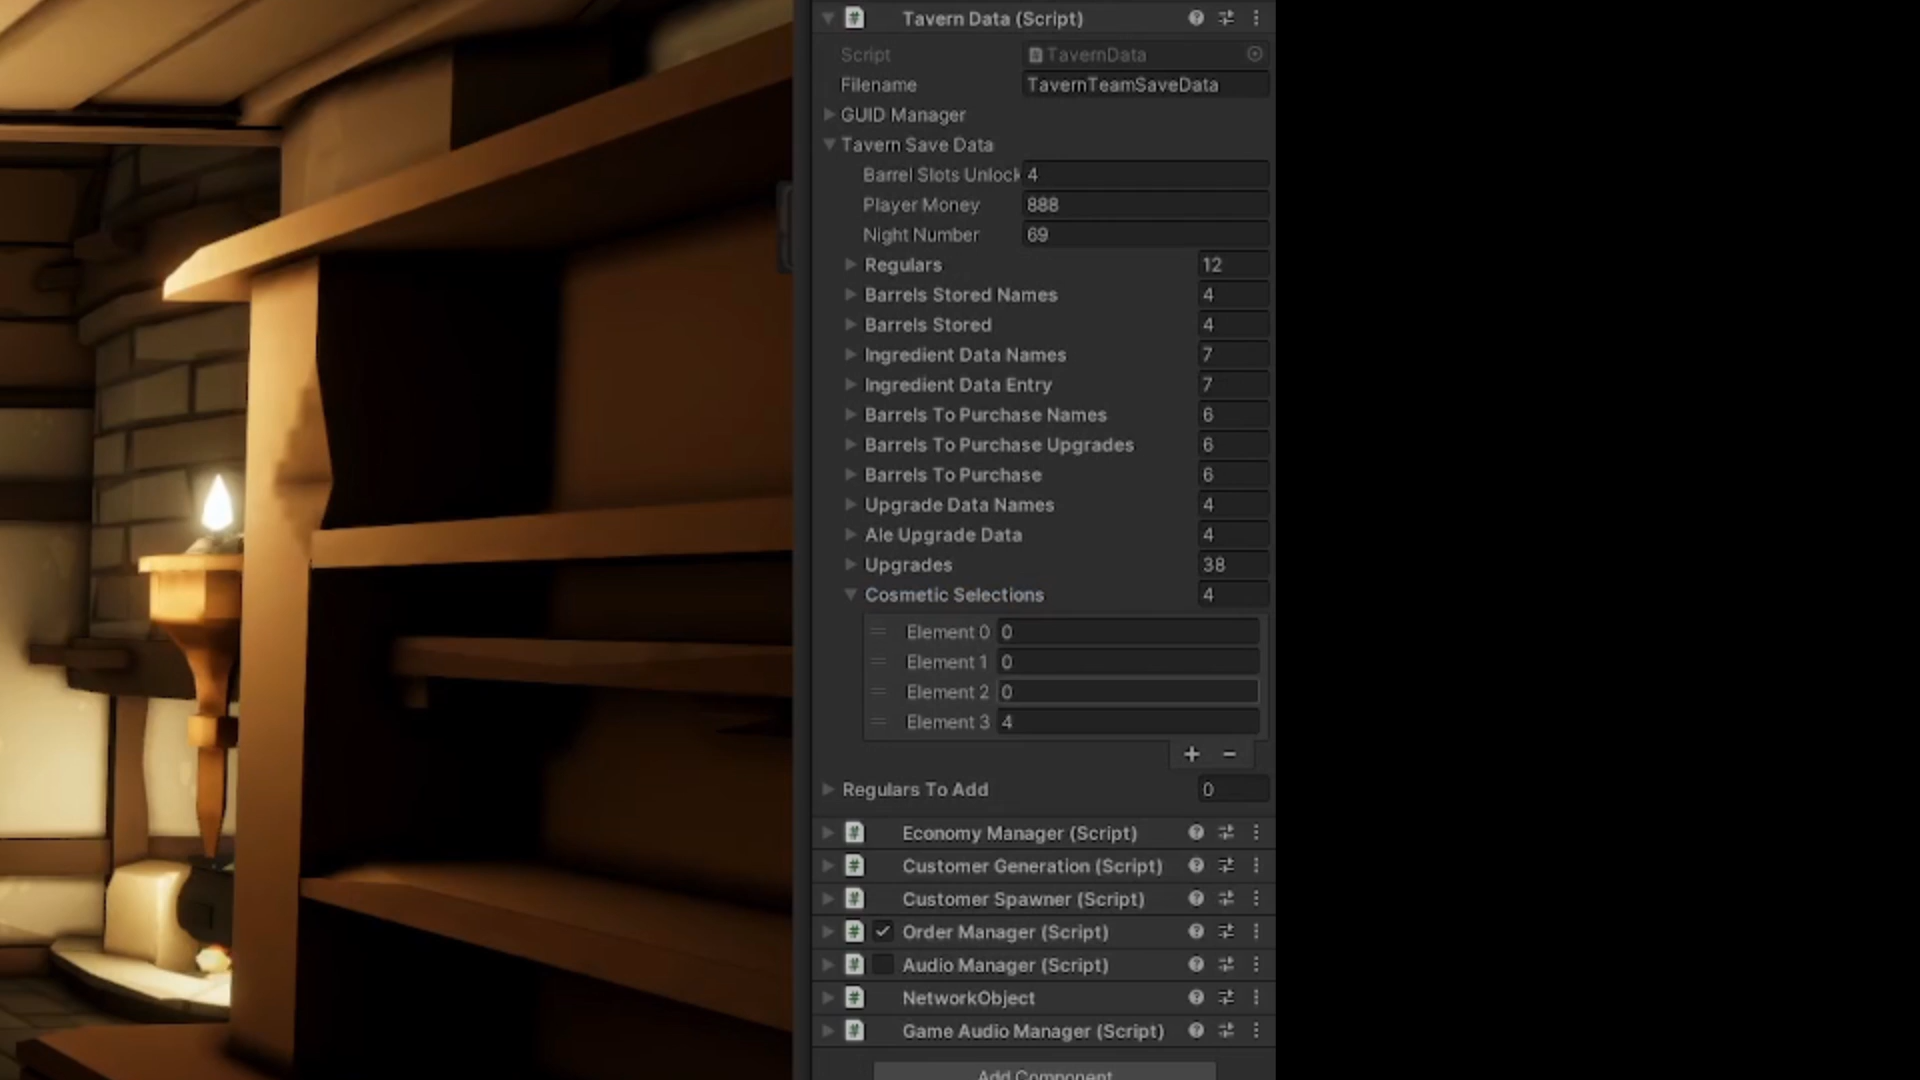 Tavern Data (Script)
Script TavernData
Filename TavernTeamSaveData
GUID Manager
Tavern Save Data
Barrel Slots Unlock 4
Player Money 888
Night Number 69
Regulars 12
Barrels Stored Names 4
Barrels Stored 4
Ingredient Data Names 7
Ingredient Data Entry 7
Barrels To Purchase Names 6
Barrels To Purchase Upgrades 6
Barrels To Purchase 6
Upgrade Data Names 4
Ale Upgrade Data 4
Upgrades 38
Cosmetic Selections 4
Element 0 0
Element 1 0
Element 2 0
Element 3 4
+ −
Regulars To Add 0
Economy Manager (Script)
Customer Generation (Script)
Customer Spawner (Script)
Order Manager (Script)
Audio Manager (Script)
NetworkObject
Game Audio Manager (Script)
Add Component